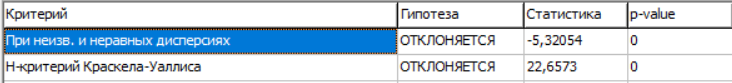 Критерий Гипотеза Статистика p-value
При неизв. и неравных дисперсиях ОТКЛОНЯЕТСЯ -5,32054 0
Н-критерий Краскела-Уаллиса ОТКЛОНЯЕТСЯ 22,6573 0